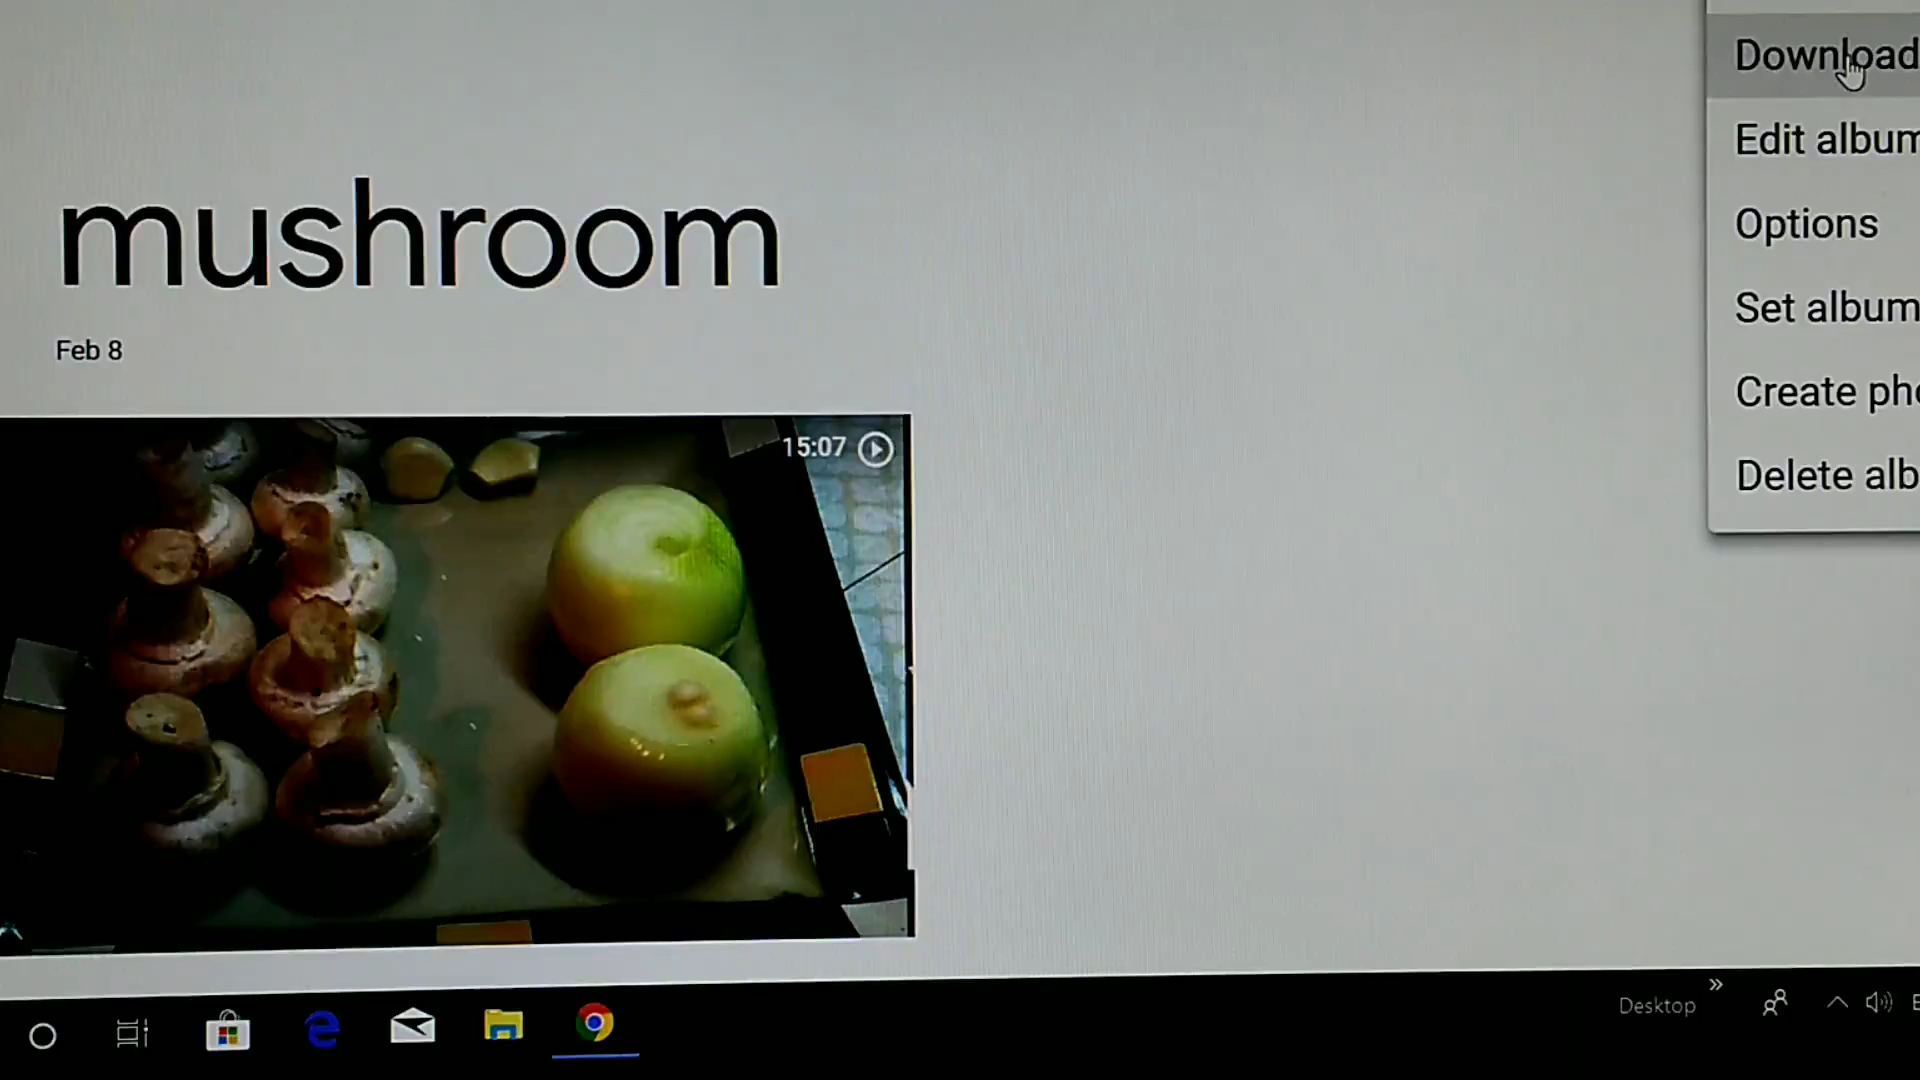 Download
Edit album
Options
Set album
Create pho
Delete alb
mushroom
Feb 8
15:07
Desktop